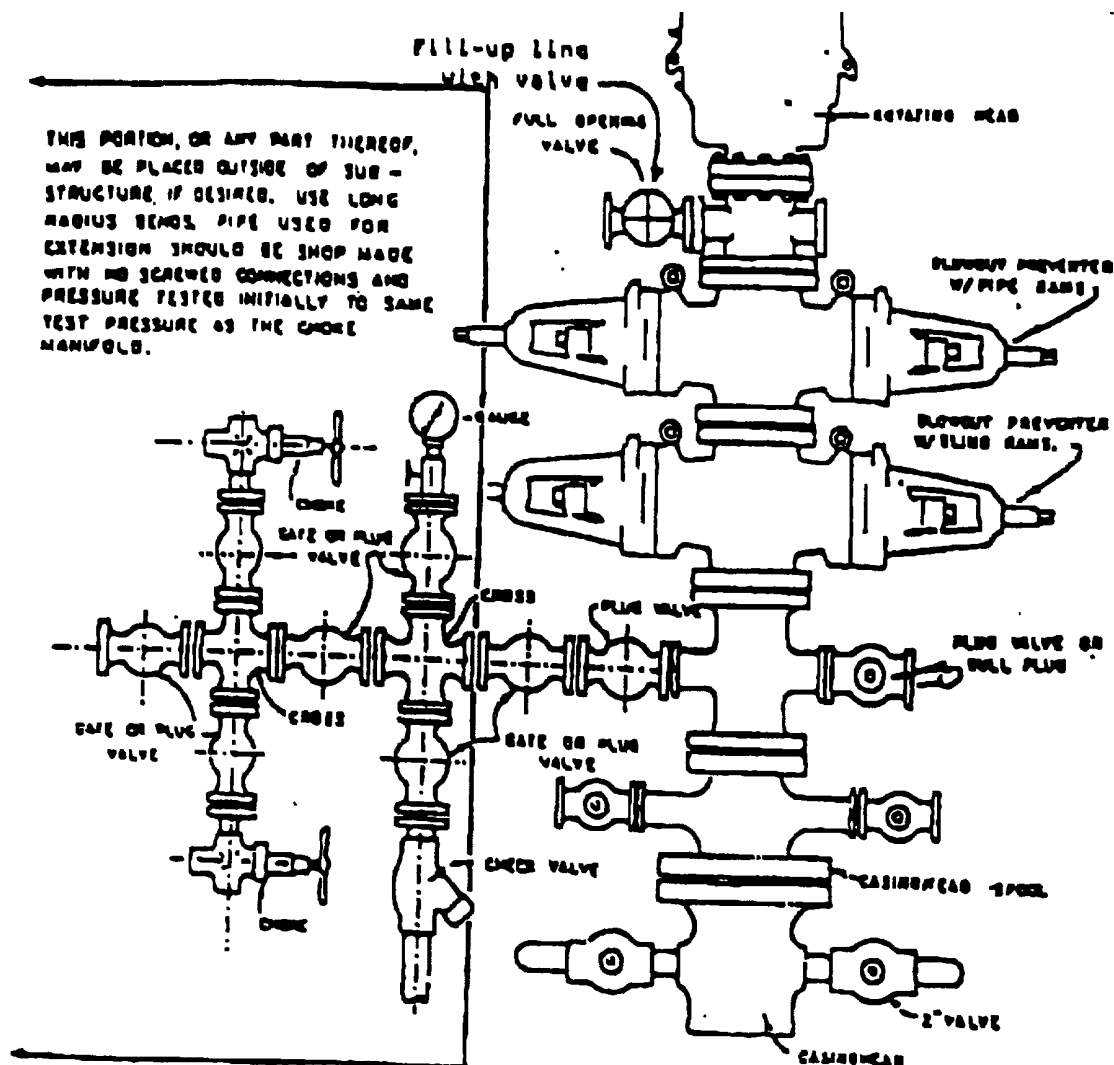 Fill-up line
with valve
FULL OPENING
VALVE
ROTATING HEAD
THIS PORTION, OR ANY PART THEREOF,
MAY BE PLACED OUTSIDE OF SUB-
STRUCTURE IF DESIRED. USE LONG
RADIUS BENDS. PIPE USED FOR
EXTENSION SHOULD BE SHOP MADE
WITH NO SCREWED CONNECTIONS AND
PRESSURE TESTED INITIALLY TO SAME
TEST PRESSURE AS THE CHOKE
MANIFOLD.
BLOWOUT PREVENTER
W/PIPE RAMS.
GAUGE
BLOWOUT PREVENTER
W/BLIND RAMS.
CHOKE
GATE OR PLUG
VALVE
CROSS
PLUG VALVE
PLUG VALVE OR
BULL PLUG
CROSS
GATE OR PLUG
VALVE
GATE OR PLUG
VALVE
CHECK VALVE
CASINGHEAD SPOOL
CHOKE
2" VALVE
CASINGHEAD